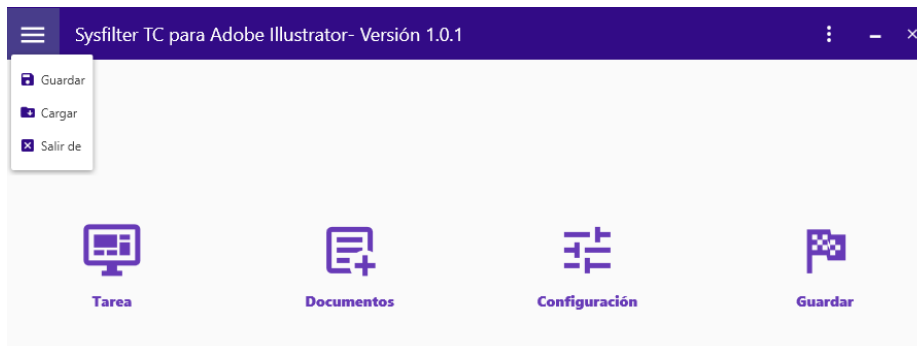 Sysfilter TC para Adobe Illustrator- Versión 1.0.1
Guardar
Cargar
Salir de
Tarea
Documentos
Configuración
Guardar